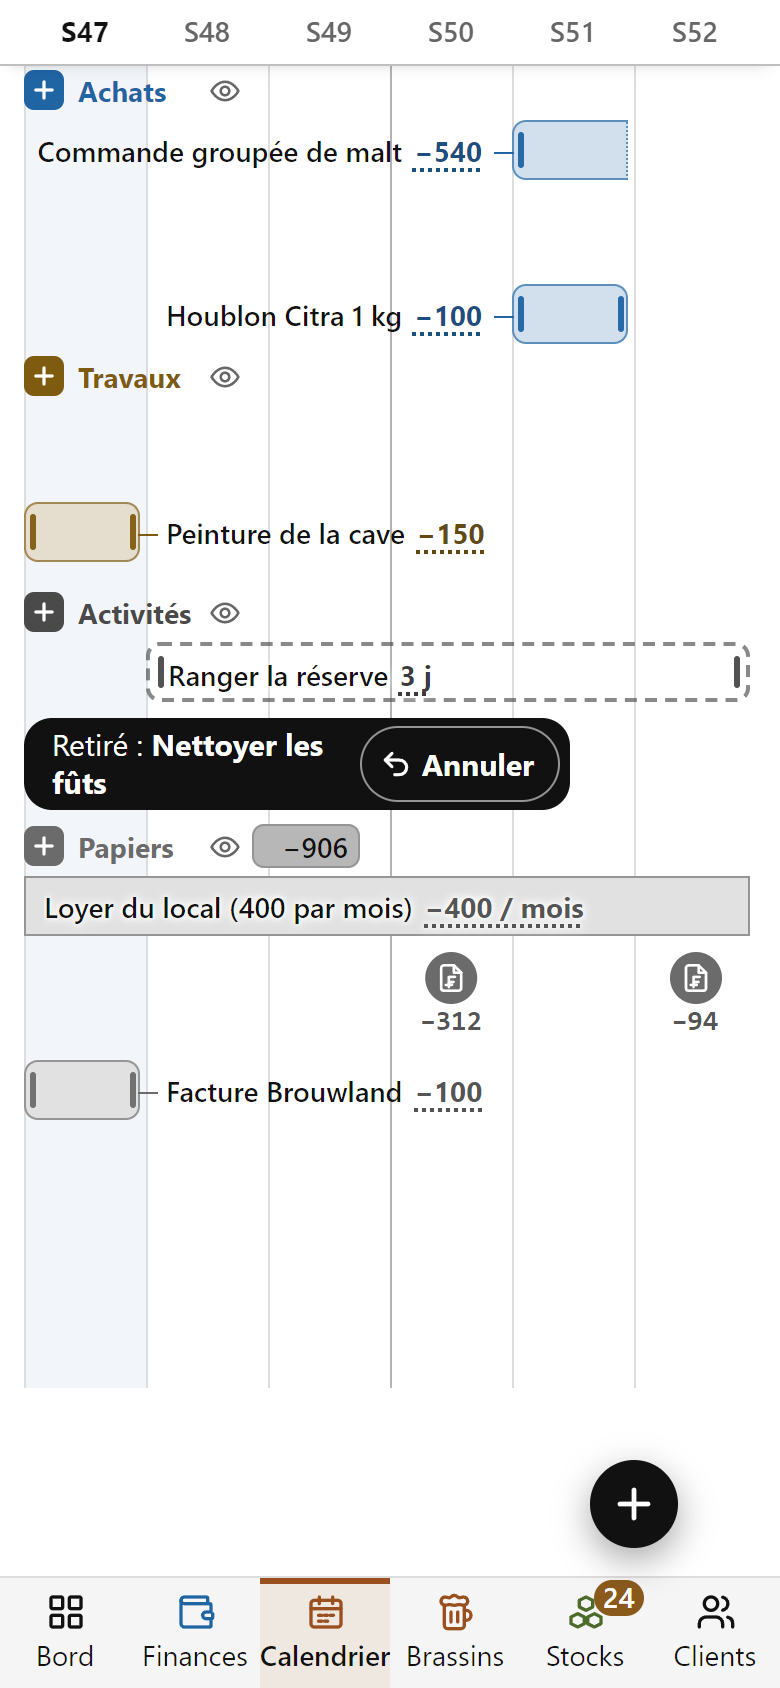 S47 S48 S49 S50 S51 S52
Achats
Commande groupée de malt −540
Houblon Citra 1 kg −100
Travaux
Peinture de la cave −150
Activités
Ranger la réserve 3 j
Retiré : Nettoyer les
fûts
Annuler
Papiers −906
Loyer du local (400 par mois) −400 / mois
−312 −94
Facture Brouwland −100
24
Bord Finances Calendrier Brassins Stocks Clients